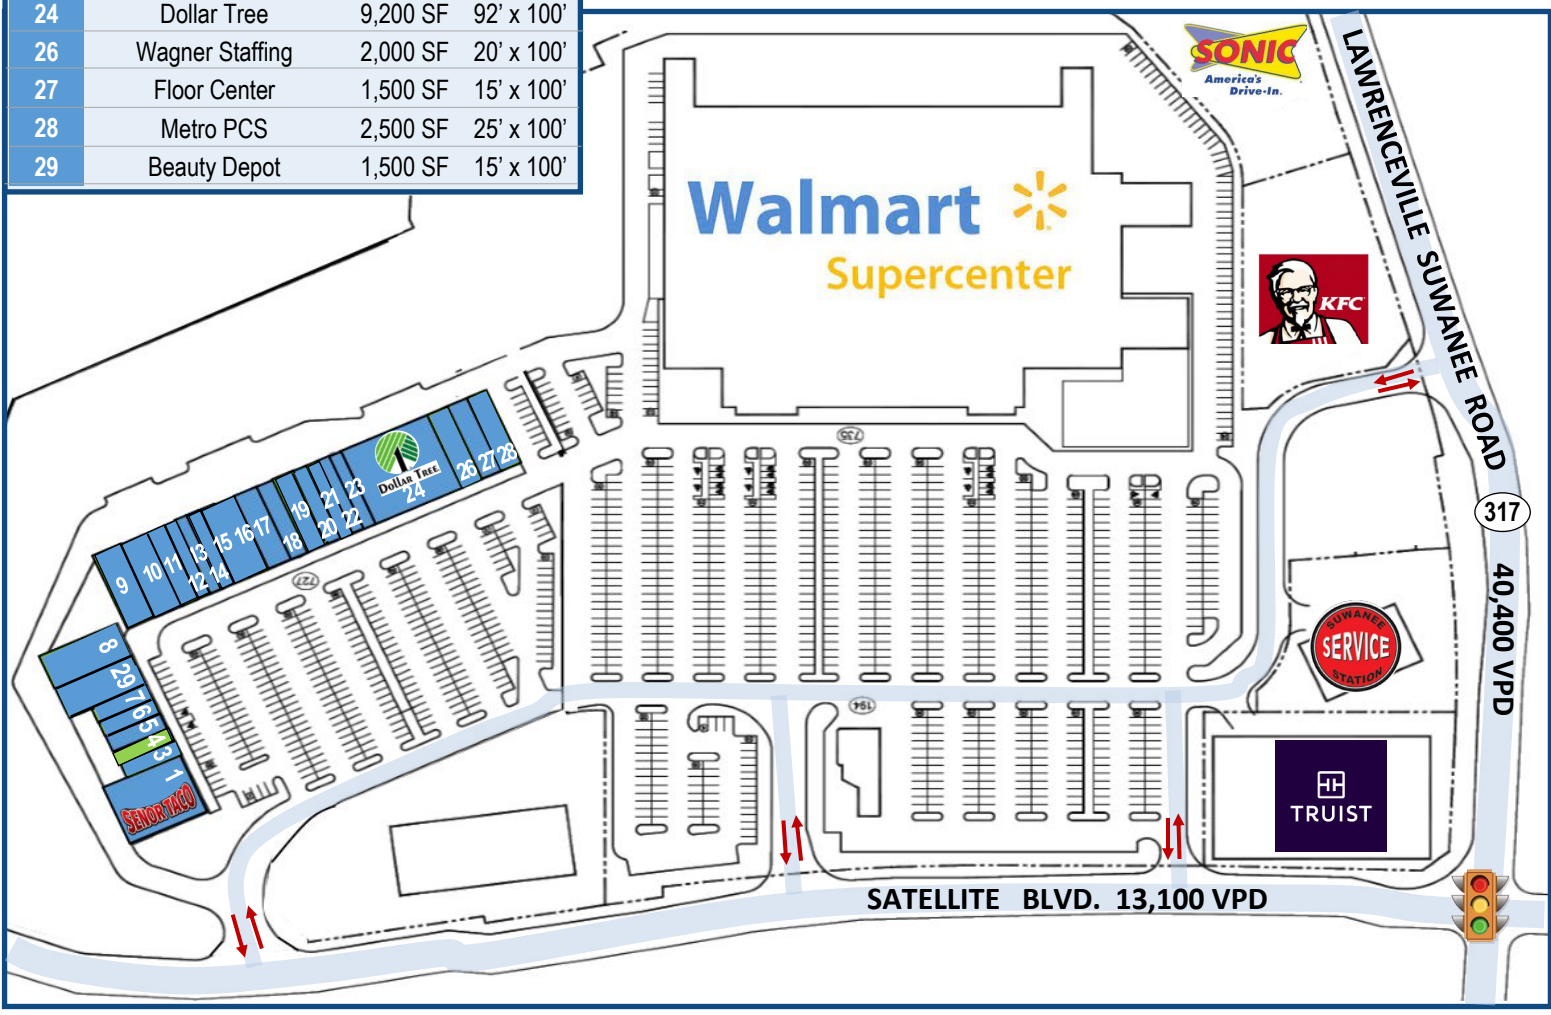 24 Dollar Tree 9,200 SF 92’ x 100’
26 Wagner Staffing 2,000 SF 20’ x 100’
27 Floor Center 1,500 SF 15’ x 100’
28 Metro PCS 2,500 SF 25’ x 100’
29 Beauty Depot 1,500 SF 15’ x 100’
SONIC
America's
Drive-In.
LAWRENCEVILLE SUWANEE ROAD
Walmart
Supercenter
KFC
735
317
40,400 VPD
9
10
11
12
13
14
15
16
17
18
19
20
21
22
23
DOLLAR TREE
24
26
27
28
727
8
29
7
6
5
4
3
1
SENOR TACO
194
SUWANEE
SERVICE
STATION
TRUIST
SATELLITE BLVD. 13,100 VPD